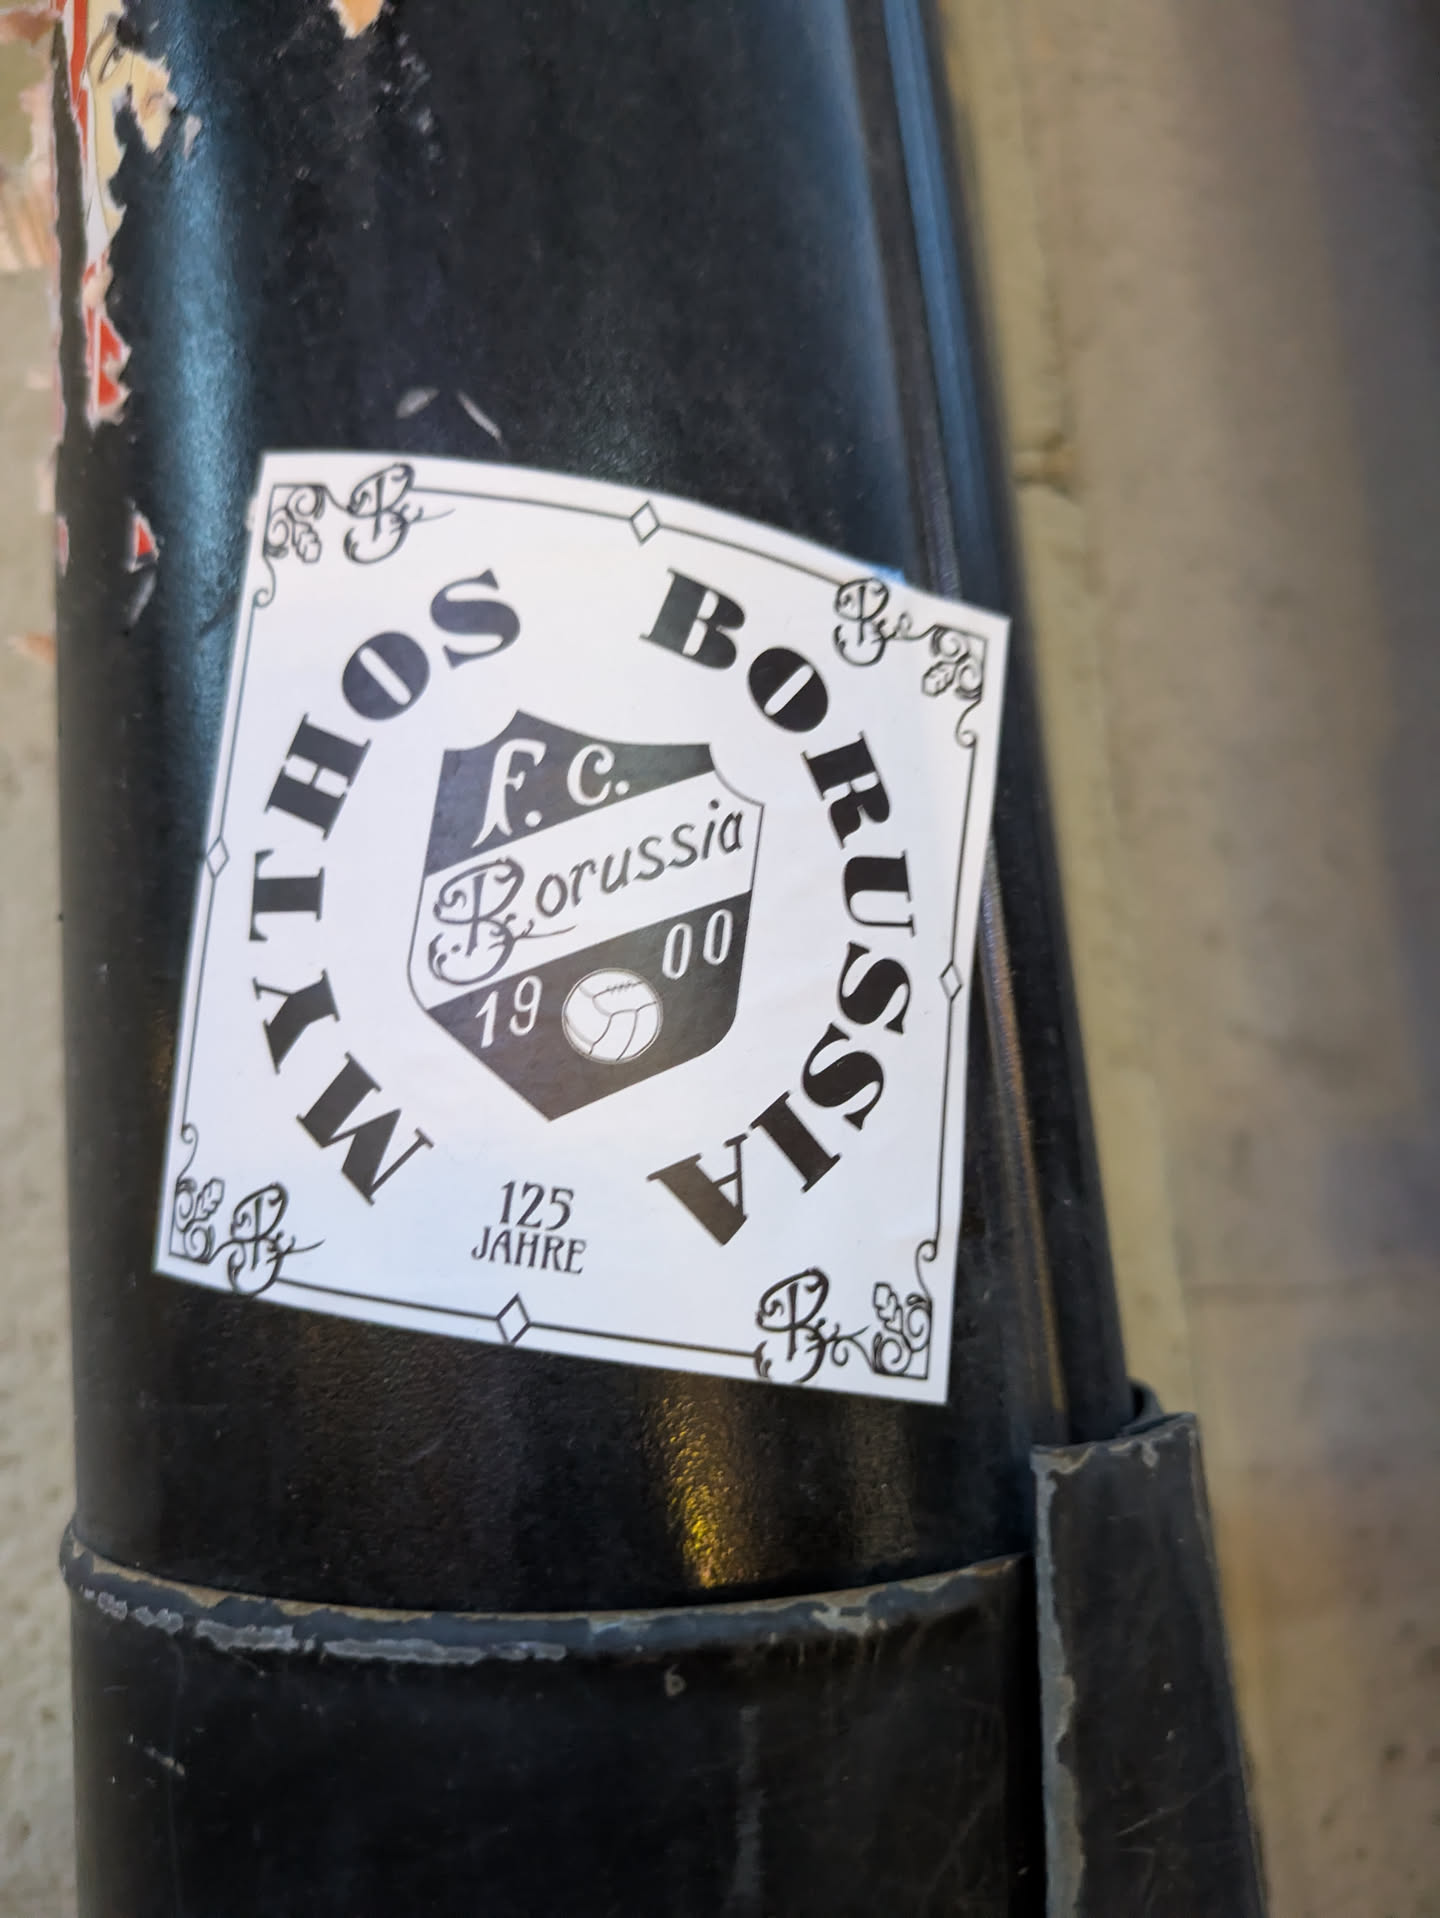 MYTHOS BORUSSIA
F. C.
Borussia
19 00
125
JAHRE